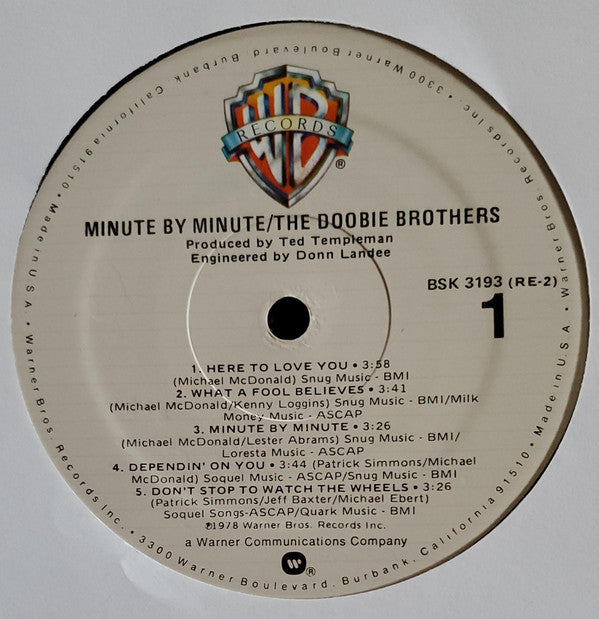 WB
RECORDS
®
MINUTE BY MINUTE/THE DOOBIE BROTHERS
Produced by Ted Templeman
Engineered by Donn Landee
BSK 3193 (RE-2)
1
1. HERE TO LOVE YOU • 3:58
(Michael McDonald) Snug Music - BMI
2. WHAT A FOOL BELIEVES • 3:41
(Michael McDonald/Kenny Loggins) Snug Music - BMI/Milk
Money Music - ASCAP
3. MINUTE BY MINUTE • 3:26
(Michael McDonald/Lester Abrams) Snug Music - BMI/
Loresta Music - ASCAP
4. DEPENDIN' ON YOU • 3:44 (Patrick Simmons/Michael
McDonald) Soquel Music - ASCAP/Snug Music - BMI
5. DON'T STOP TO WATCH THE WHEELS • 3:26
(Patrick Simmons/Jeff Baxter/Michael Ebert)
Soquel Songs-ASCAP/Quark Music - BMI
℗1978 Warner Bros. Records Inc.
a Warner Communications Company
W ®
Warner Bros. Records Inc. • 3300 Warner Boulevard, Burbank, California 91510 • Made in U.S.A. •
Warner Bros. Records Inc. • 3300 Warner Boulevard, Burbank, California 91510 • Made in U.S.A. •